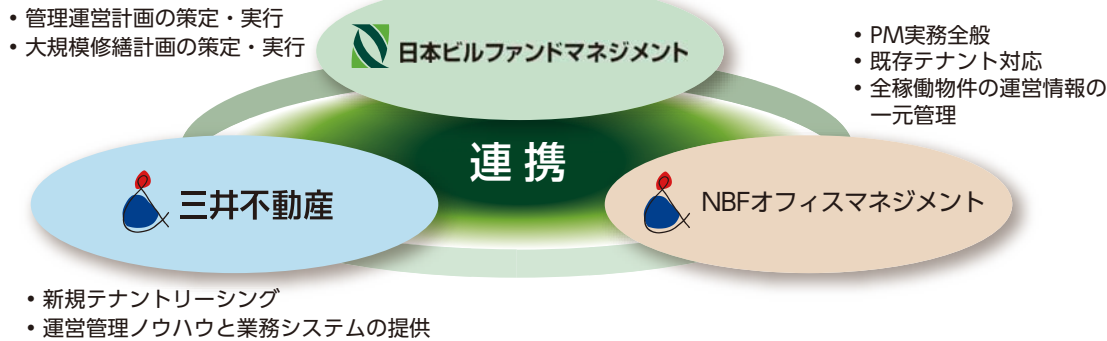 • 管理運営計画の策定・実行
• 大規模修繕計画の策定・実行
日本ビルファンドマネジメント
• PM実務全般
• 既存テナント対応
• 全稼働物件の運営情報の
一元管理
連携
三井不動産
NBFオフィスマネジメント
• 新規テナントリーシング
• 運営管理ノウハウと業務システムの提供